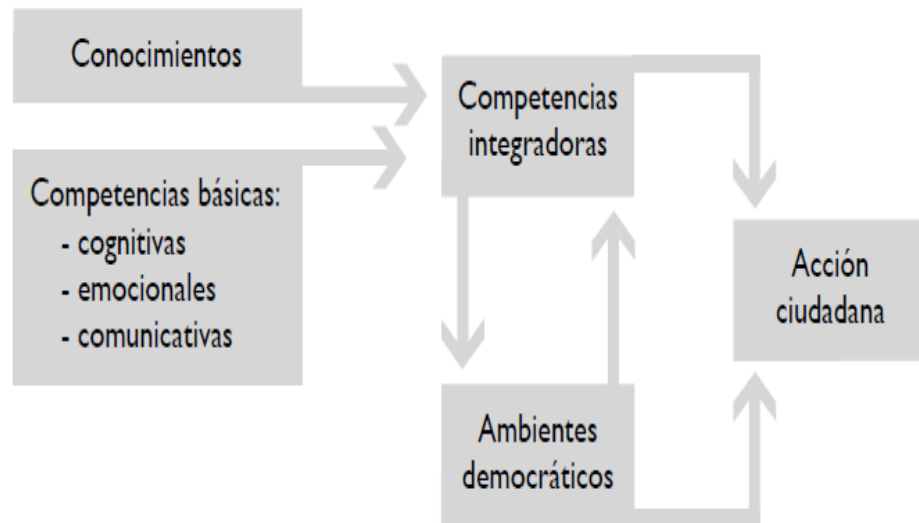 Conocimientos
Competencias básicas:
- cognitivas
- emocionales
- comunicativas
Competencias
integradoras
Ambientes
democráticos
Acción
ciudadana